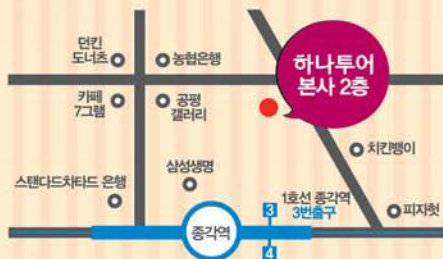 던킨
도너츠
농협은행
하나투어
본사 2층
카페
7그램
공평
갤러리
치킨뱅이
삼성생명
스탠다드차타드 은행
1호선 종각역
3번출구
3
피자헛
종각역
4